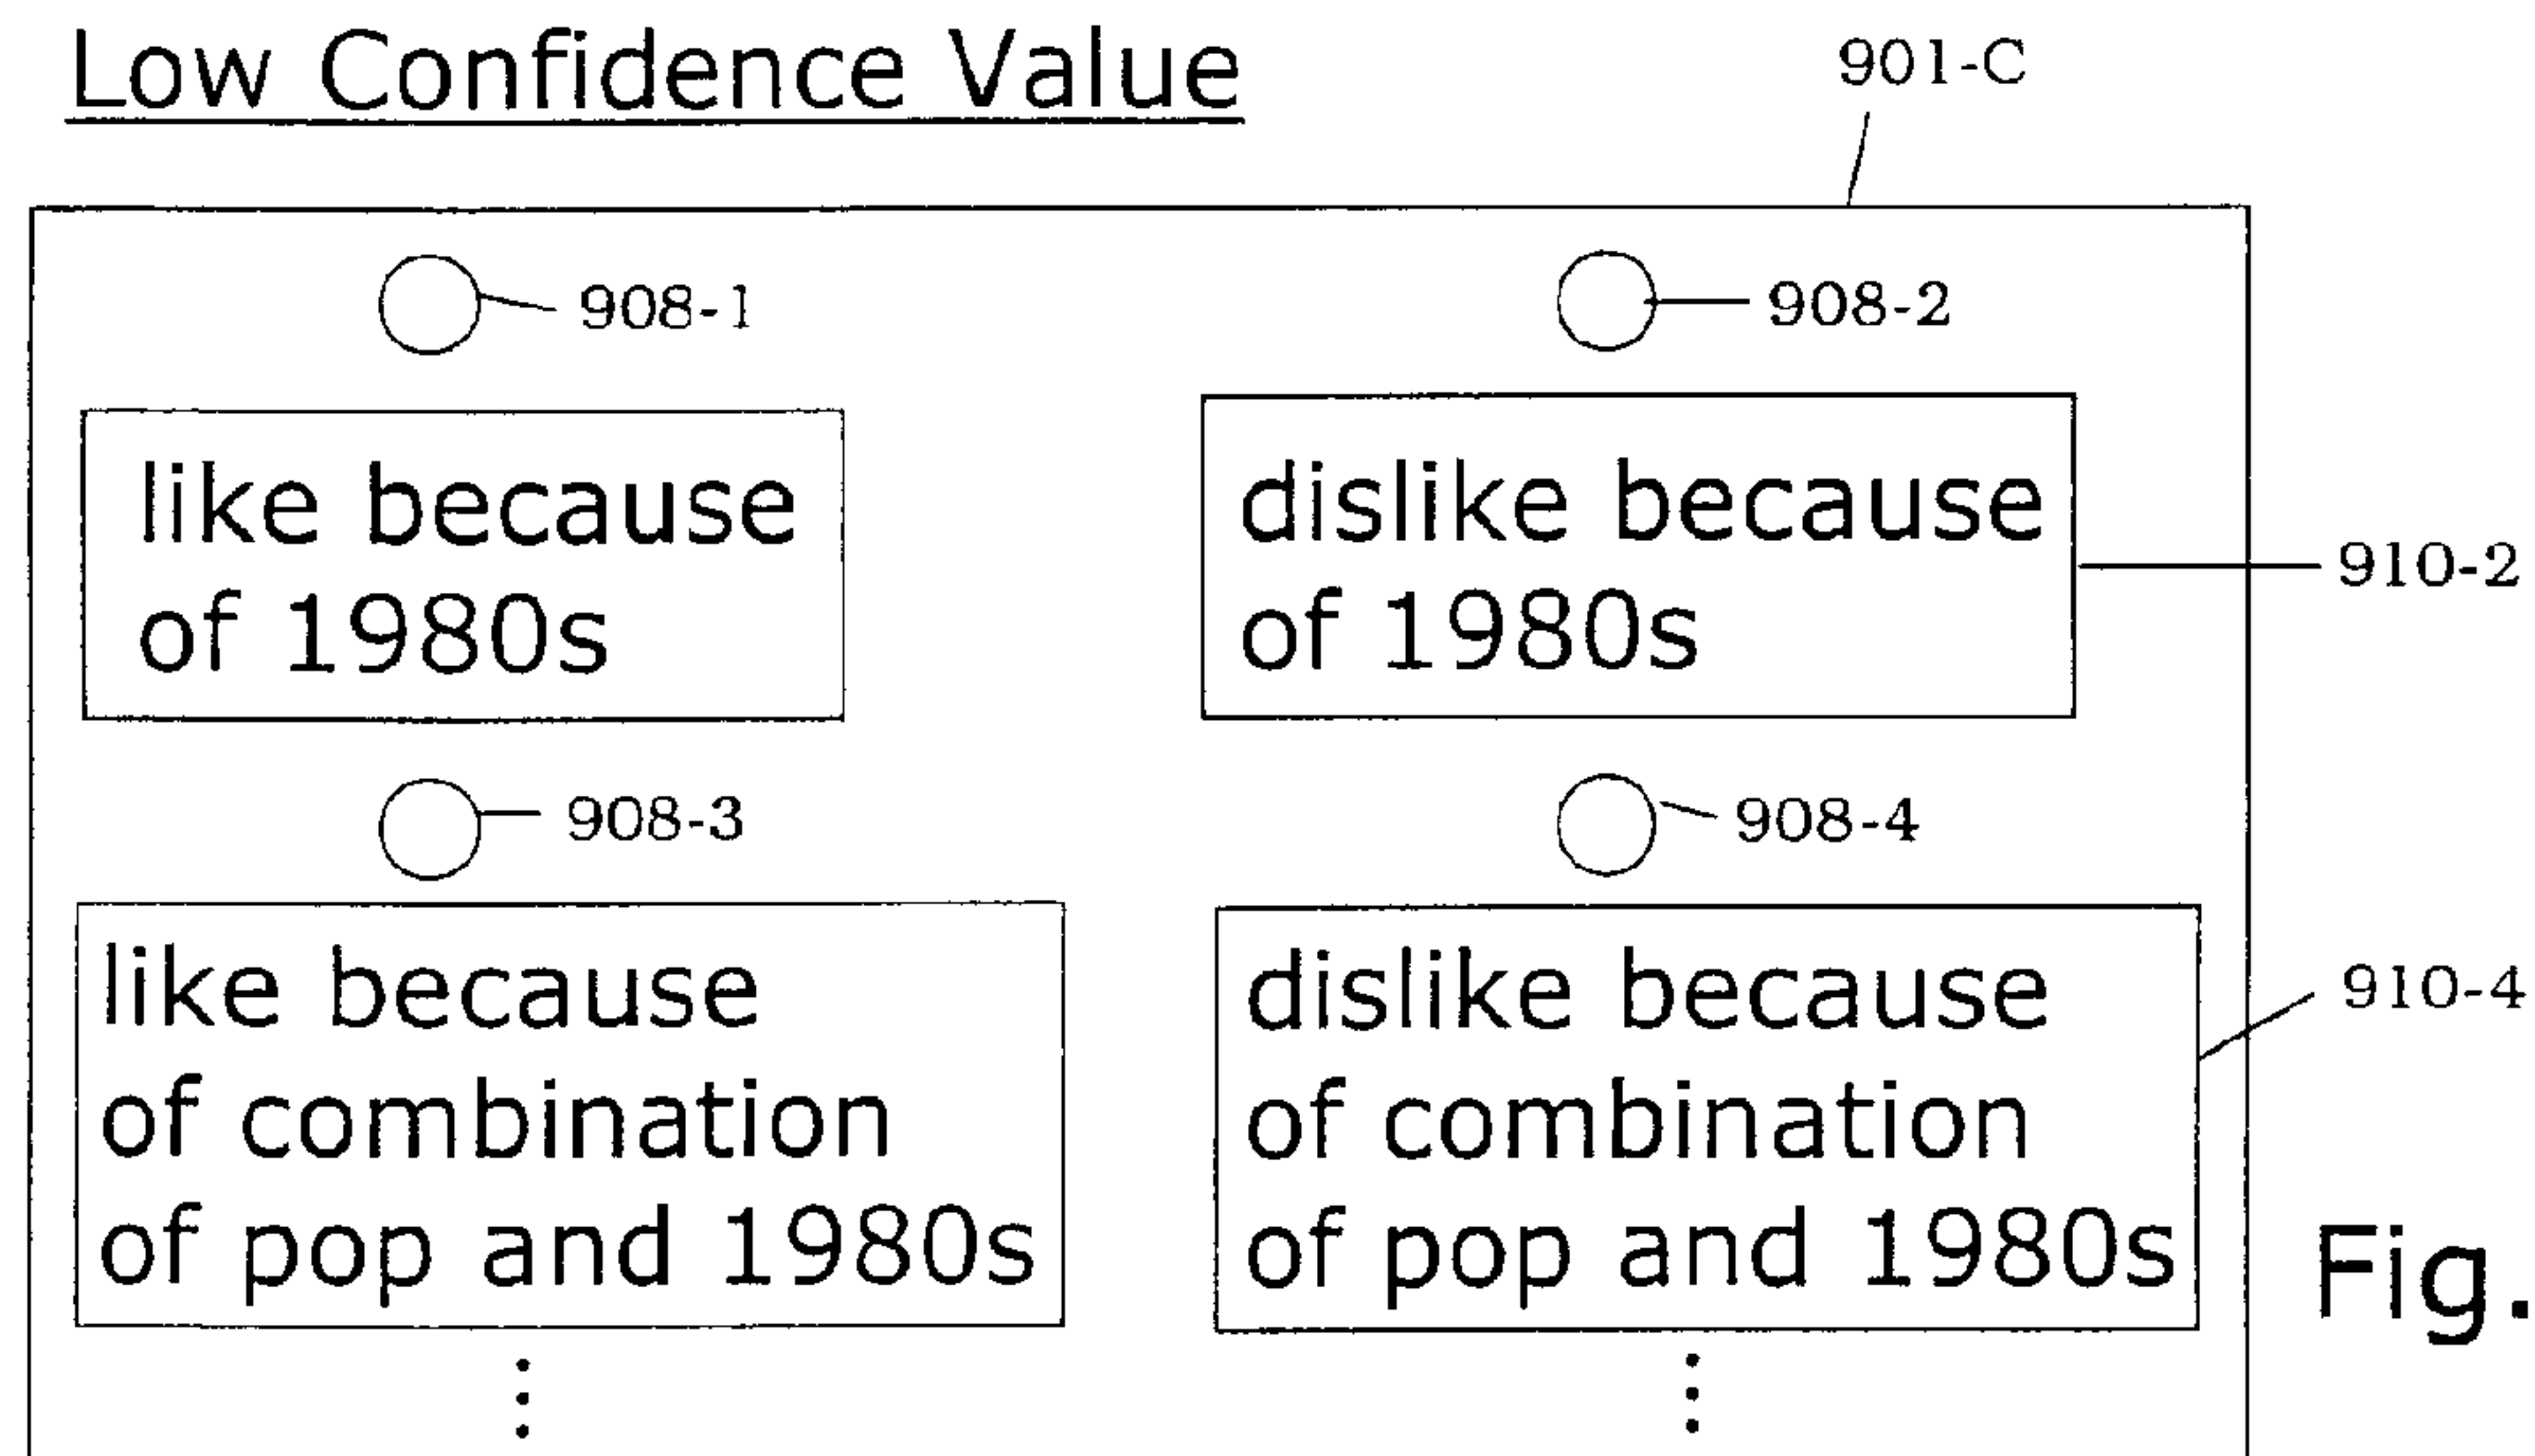 Low Confidence Value
901-C
908-1
908-2
like because
of 1980s
dislike because
of 1980s
910-2
908-3
908-4
like because
of combination
of pop and 1980s
dislike because
of combination
of pop and 1980s
910-4
Fig.